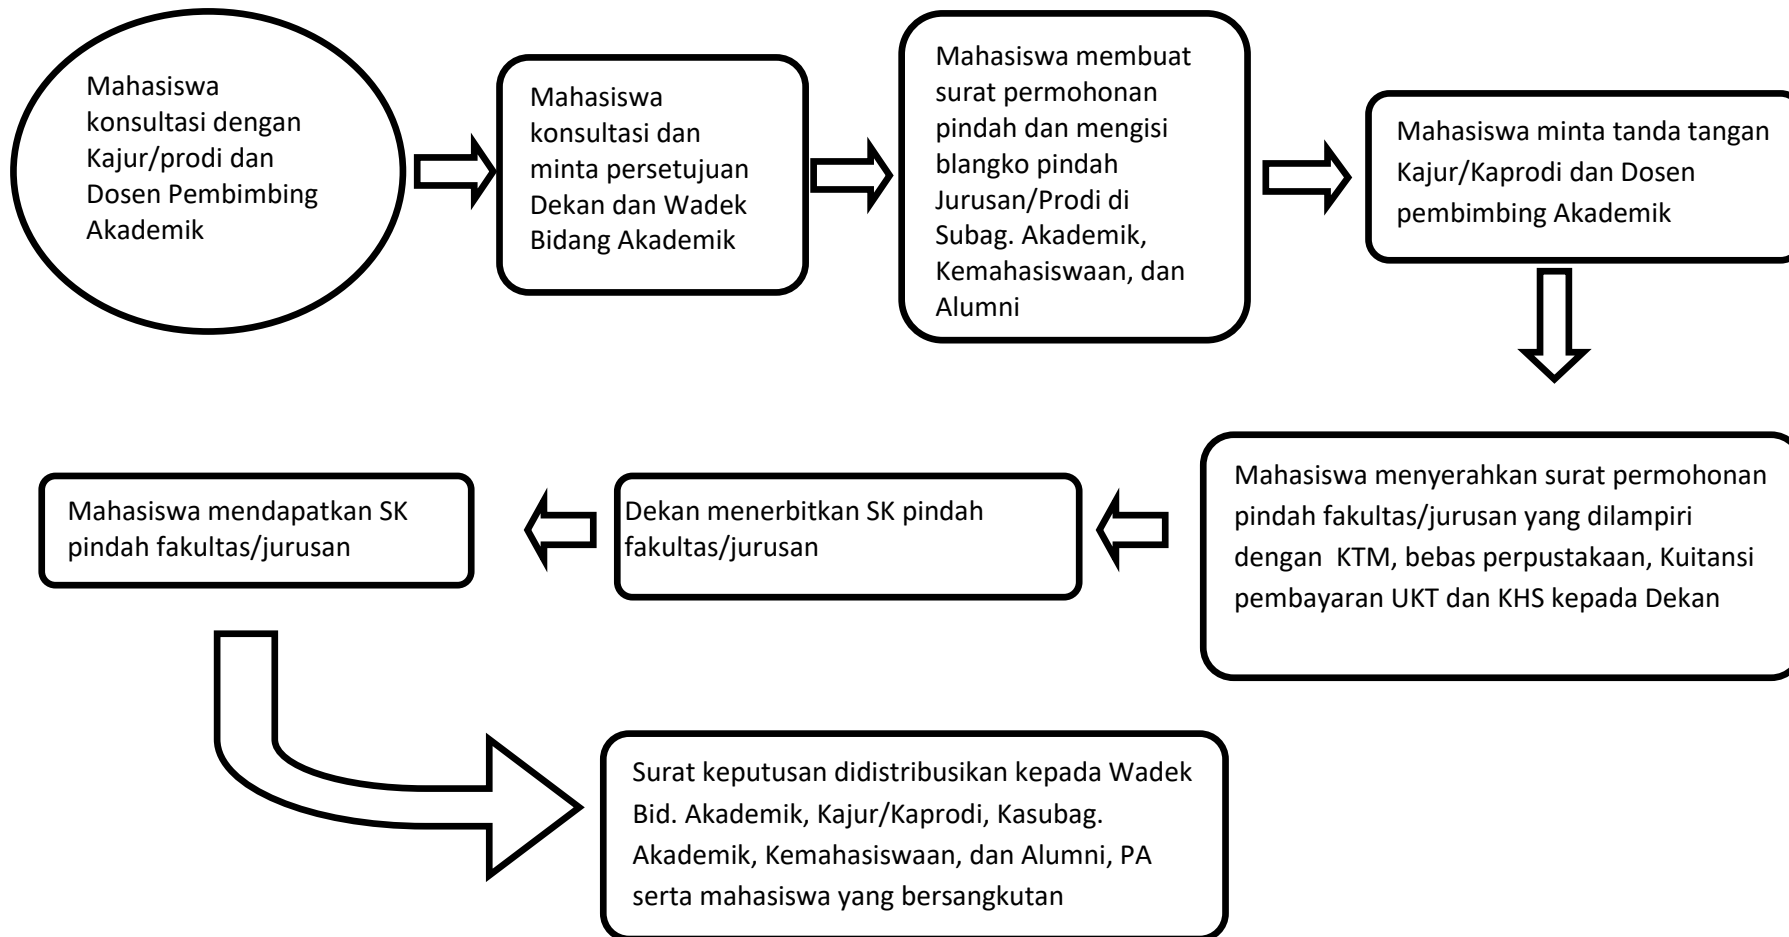 Mahasiswa
konsultasi dengan
Kajur/prodi dan
Dosen Pembimbing
Akademik
Mahasiswa
konsultasi dan
minta persetujuan
Dekan dan Wadek
Bidang Akademik
Mahasiswa membuat
surat permohonan
pindah dan mengisi
blangko pindah
Jurusan/Prodi di
Subag. Akademik,
Kemahasiswaan, dan
Alumni
Mahasiswa minta tanda tangan
Kajur/Kaprodi dan Dosen
pembimbing Akademik
Mahasiswa menyerahkan surat permohonan
pindah fakultas/jurusan yang dilampiri
dengan KTM, bebas perpustakaan, Kuitansi
pembayaran UKT dan KHS kepada Dekan
Dekan menerbitkan SK pindah
fakultas/jurusan
Mahasiswa mendapatkan SK
pindah fakultas/jurusan
Surat keputusan didistribusikan kepada Wadek
Bid. Akademik, Kajur/Kaprodi, Kasubag.
Akademik, Kemahasiswaan, dan Alumni, PA
serta mahasiswa yang bersangkutan